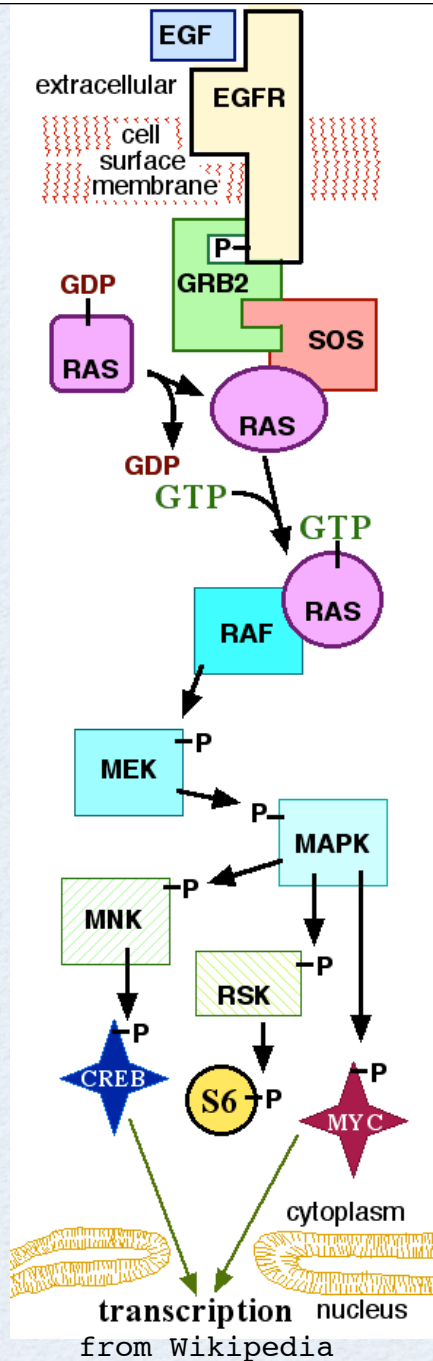 EGF
EGFR
extracellular
cell
surface
membrane
P
GRB2
GDP
SOS
RAS
RAS
GDP
GTP
GTP
RAS
RAF
P
MEK
P
MAPK
P
MNK
P
RSK
P
CREB
P
S6
P
MYC
cytoplasm
transcription nucleus
from Wikipedia